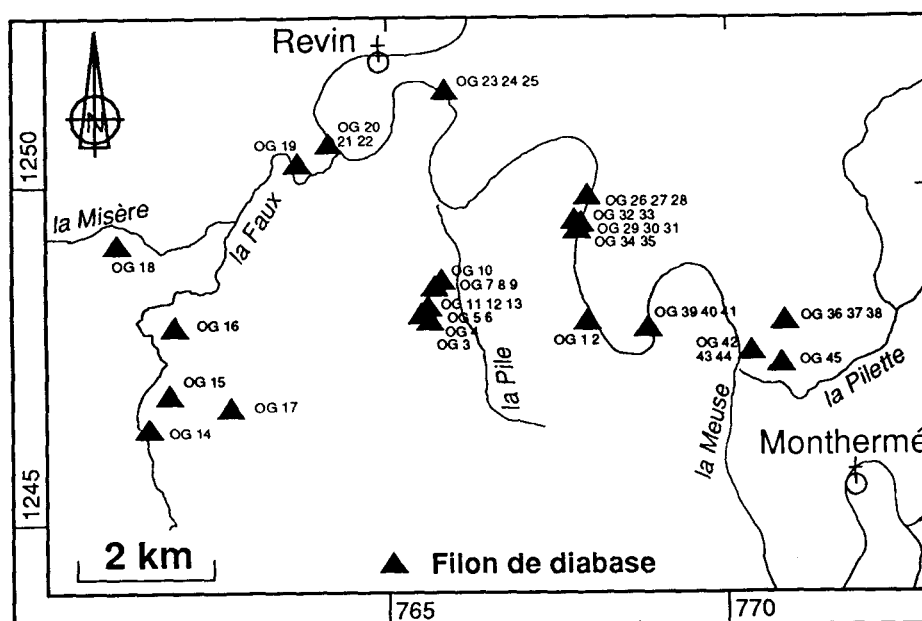 Revin
N
OG 23 24 25
OG 20
21 22
OG 19
1250
la Misère
la Faux
OG 18
OG 26 27 28
OG 32 33
OG 29 30 31
OG 34 35
OG 10
OG 7 8 9
OG 11 12 13
OG 5 6
OG 4
OG 3
OG 16
OG 1 2
OG 39 40 41
OG 36 37 38
OG 42
43 44
OG 45
OG 15
OG 17
OG 14
la Pile
la Meuse
la Pilette
Monthermé
1245
2 km
Filon de diabase
765
770